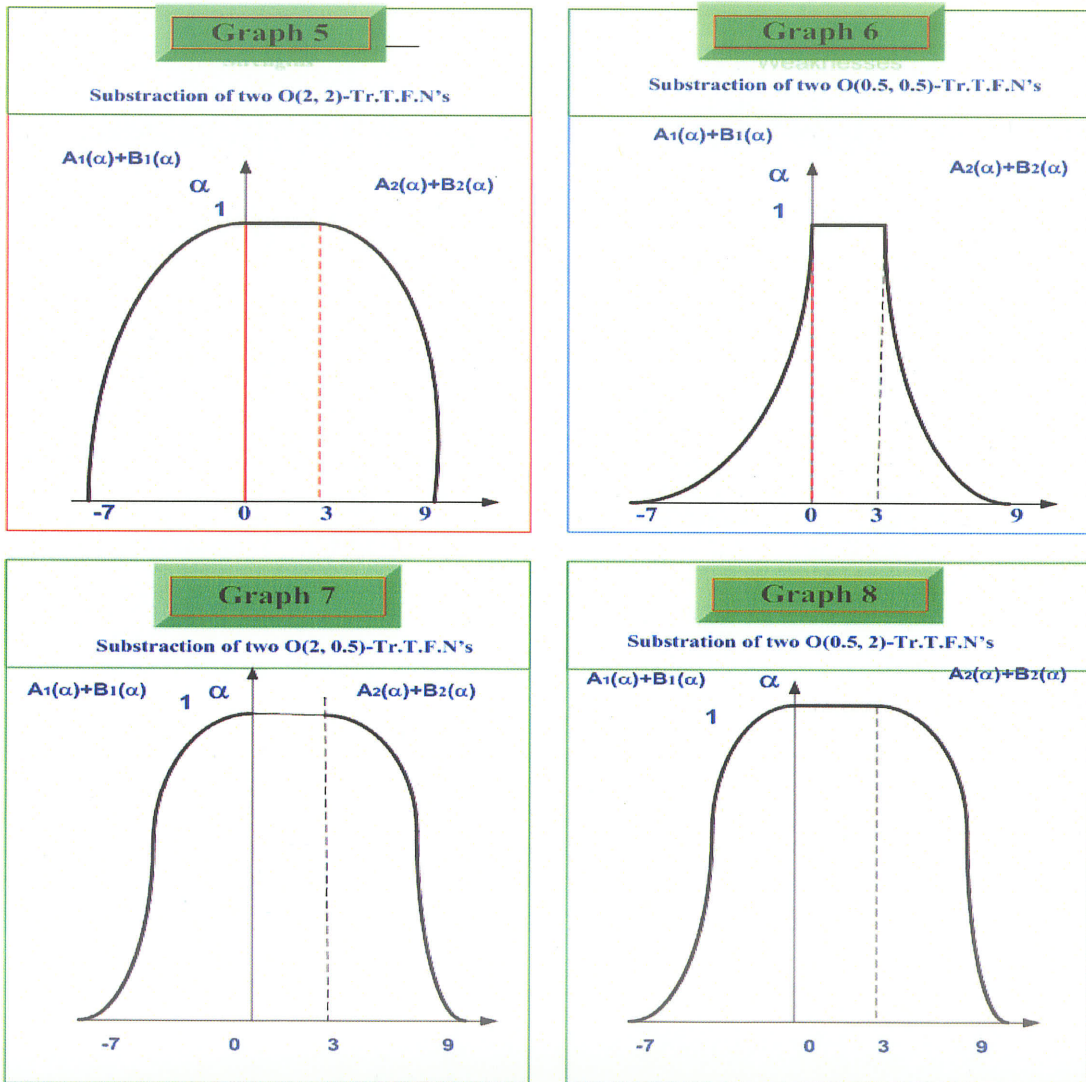 Graph 5
Strengths
Substraction of two O(2, 2)-Tr.T.F.N's
A1(α)+B1(α)
α
A2(α)+B2(α)
1
-7 0 3 9
Graph 6
Weaknesses
Substraction of two O(0.5, 0.5)-Tr.T.F.N's
A1(α)+B1(α)
α
A2(α)+B2(α)
1
-7 0 3 9
Graph 7
Substraction of two O(2, 0.5)-Tr.T.F.N's
A1(α)+B1(α)
α
A2(α)+B2(α)
1
-7 0 3 9
Graph 8
Substration of two O(0.5, 2)-Tr.T.F.N's
A1(α)+B1(α)
α
A2(α)+B2(α)
1
-7 0 3 9